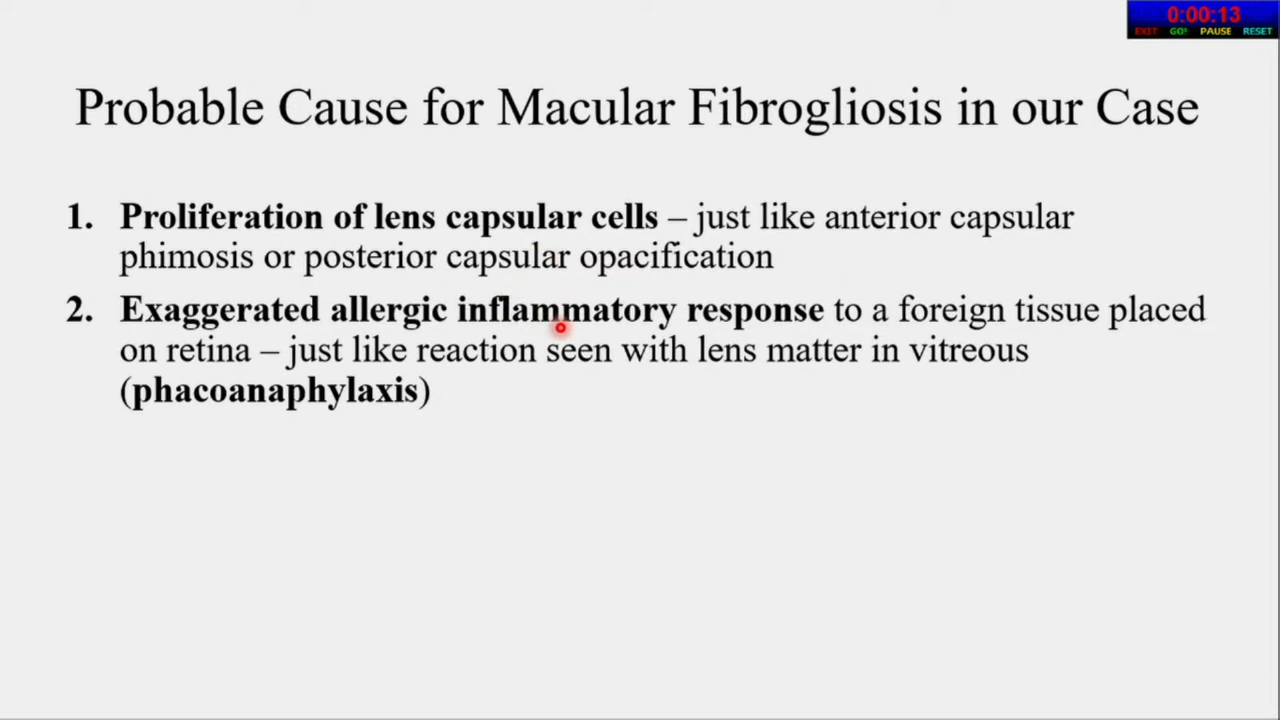 0:00:13
EXIT GO! PAUSE RESET
Probable Cause for Macular Fibrogliosis in our Case
1. Proliferation of lens capsular cells – just like anterior capsular
phimosis or posterior capsular opacification
2. Exaggerated allergic inflammatory response to a foreign tissue placed
on retina – just like reaction seen with lens matter in vitreous
(phacoanaphylaxis)